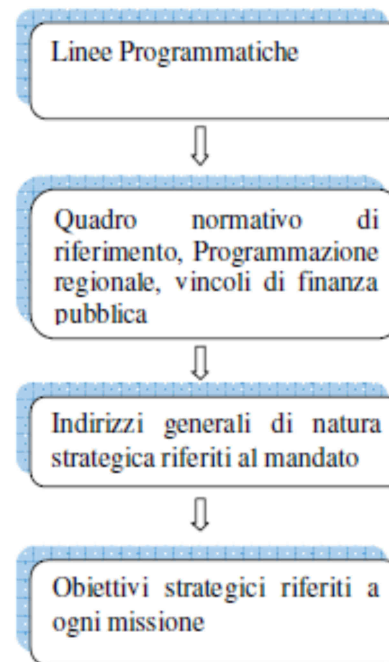 Linee Programmatiche
Quadro normativo di
riferimento, Programmazione
regionale, vincoli di finanza
pubblica
Indirizzi generali di natura
strategica riferiti al mandato
Obiettivi strategici riferiti a
ogni missione